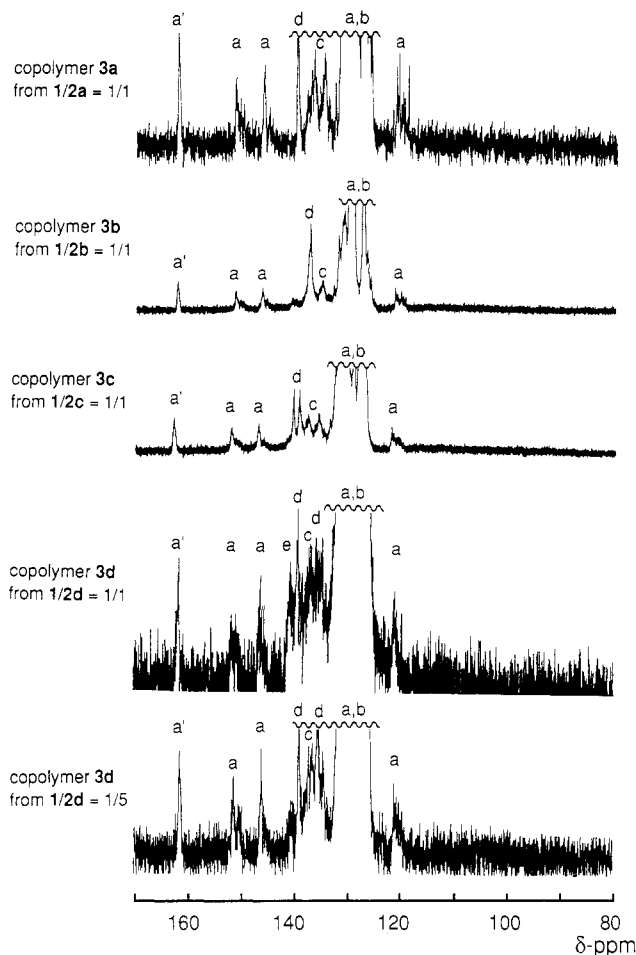 a' a a d c a,b a
copolymer 3a
from 1/2a = 1/1
a' a a d c a,b a
copolymer 3b
from 1/2b = 1/1
a' a a d c a,b a
copolymer 3c
from 1/2c = 1/1
a' a a e d c d a,b a
copolymer 3d
from 1/2d = 1/1
a' a a d c d a,b a
copolymer 3d
from 1/2d = 1/5
160 140 120 100 80
δ-ppm